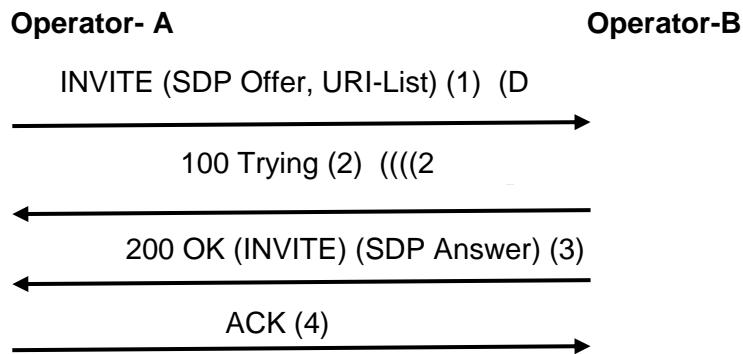 Operator- A Operator-B
INVITE (SDP Offer, URI-List) (1) (D
100 Trying (2) ((((2
200 OK (INVITE) (SDP Answer) (3)
ACK (4)